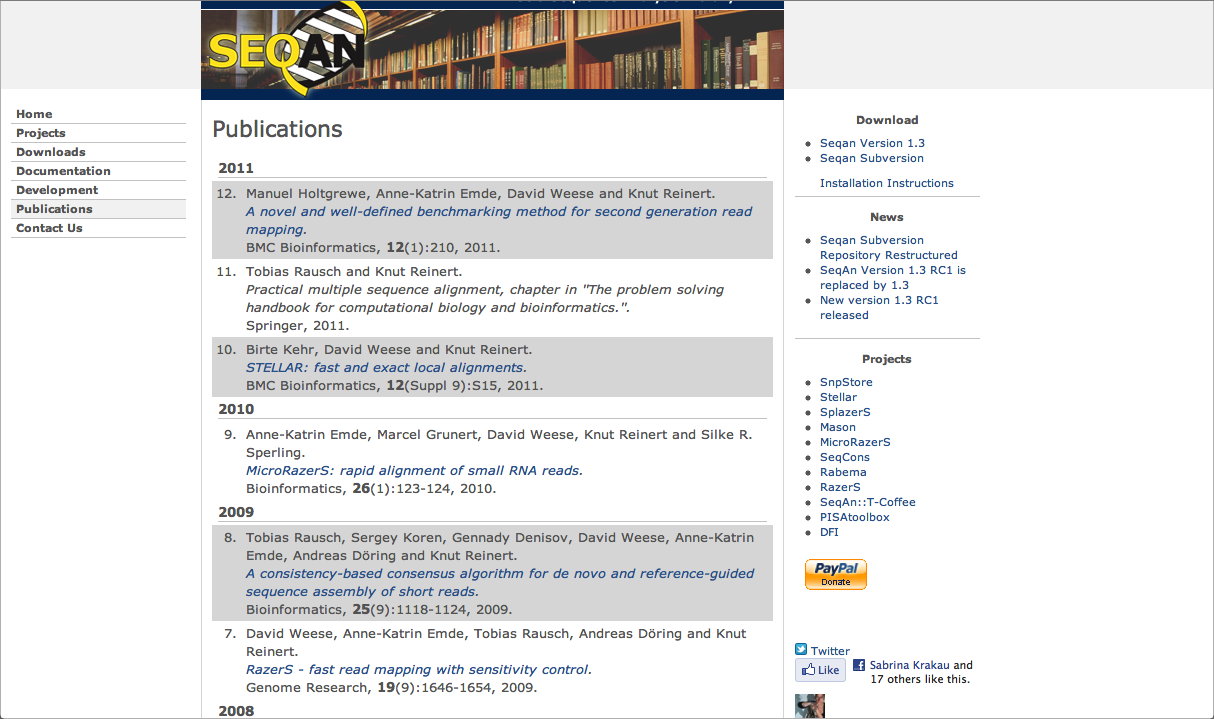 SEQAN
Home
Projects
Downloads
Documentation
Development
Publications
Contact Us
Publications
2011
12. Manuel Holtgrewe, Anne-Katrin Emde, David Weese and Knut Reinert.
A novel and well-defined benchmarking method for second generation read
mapping.
BMC Bioinformatics, 12(1):210, 2011.
11. Tobias Rausch and Knut Reinert.
Practical multiple sequence alignment, chapter in "The problem solving
handbook for computational biology and bioinformatics.".
Springer, 2011.
10. Birte Kehr, David Weese and Knut Reinert.
STELLAR: fast and exact local alignments.
BMC Bioinformatics, 12(Suppl 9):S15, 2011.
2010
9. Anne-Katrin Emde, Marcel Grunert, David Weese, Knut Reinert and Silke R.
Sperling.
MicroRazerS: rapid alignment of small RNA reads.
Bioinformatics, 26(1):123-124, 2010.
2009
8. Tobias Rausch, Sergey Koren, Gennady Denisov, David Weese, Anne-Katrin
Emde, Andreas Döring and Knut Reinert.
A consistency-based consensus algorithm for de novo and reference-guided
sequence assembly of short reads.
Bioinformatics, 25(9):1118-1124, 2009.
7. David Weese, Anne-Katrin Emde, Tobias Rausch, Andreas Döring and Knut
Reinert.
RazerS - fast read mapping with sensitivity control.
Genome Research, 19(9):1646-1654, 2009.
2008
Download
Seqan Version 1.3
Seqan Subversion
Installation Instructions
News
Seqan Subversion
Repository Restructured
SeqAn Version 1.3 RC1 is
replaced by 1.3
New version 1.3 RC1
released
Projects
SnpStore
Stellar
SplazerS
Mason
MicroRazerS
SeqCons
Rabema
RazerS
SeqAn::T-Coffee
PISAtoolbox
DFI
PayPal
Donate
Twitter
Like
Sabrina Krakau and
17 others like this.